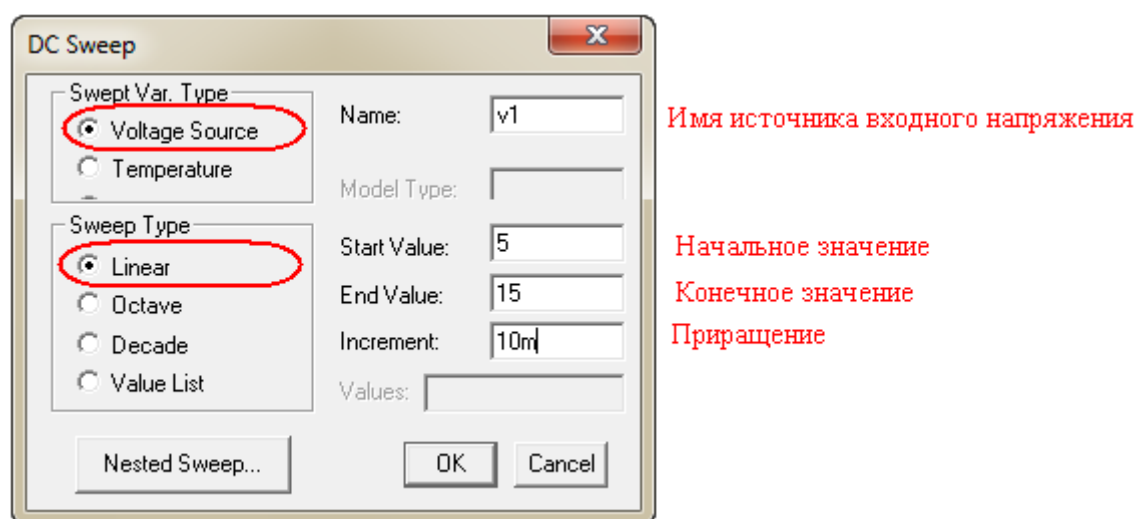 DC Sweep
Swept Var. Type
Voltage Source
Temperature
Name: v1 Имя источника входного напряжения
Model Type:
Sweep Type
Linear
Octave
Decade
Value List
Start Value: 5 Начальное значение
End Value: 15 Конечное значение
Increment: 10m Приращение
Values:
Nested Sweep...
OK
Cancel